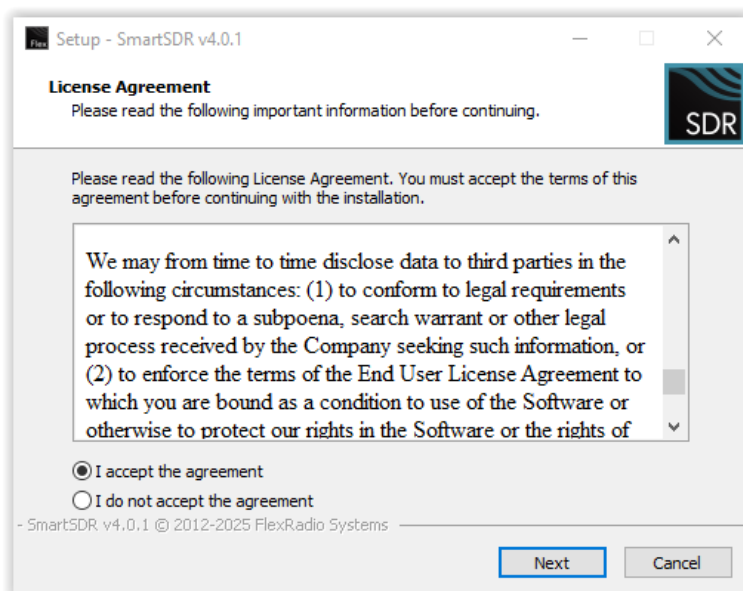 Flex
Setup - SmartSDR v4.0.1
License Agreement
Please read the following important information before continuing.
SDR
Please read the following License Agreement. You must accept the terms of this
agreement before continuing with the installation.
We may from time to time disclose data to third parties in the
following circumstances: (1) to conform to legal requirements
or to respond to a subpoena, search warrant or other legal
process received by the Company seeking such information, or
(2) to enforce the terms of the End User License Agreement to
which you are bound as a condition to use of the Software or
otherwise to protect our rights in the Software or the rights of
I accept the agreement
I do not accept the agreement
- SmartSDR v4.0.1 © 2012-2025 FlexRadio Systems
Next
Cancel